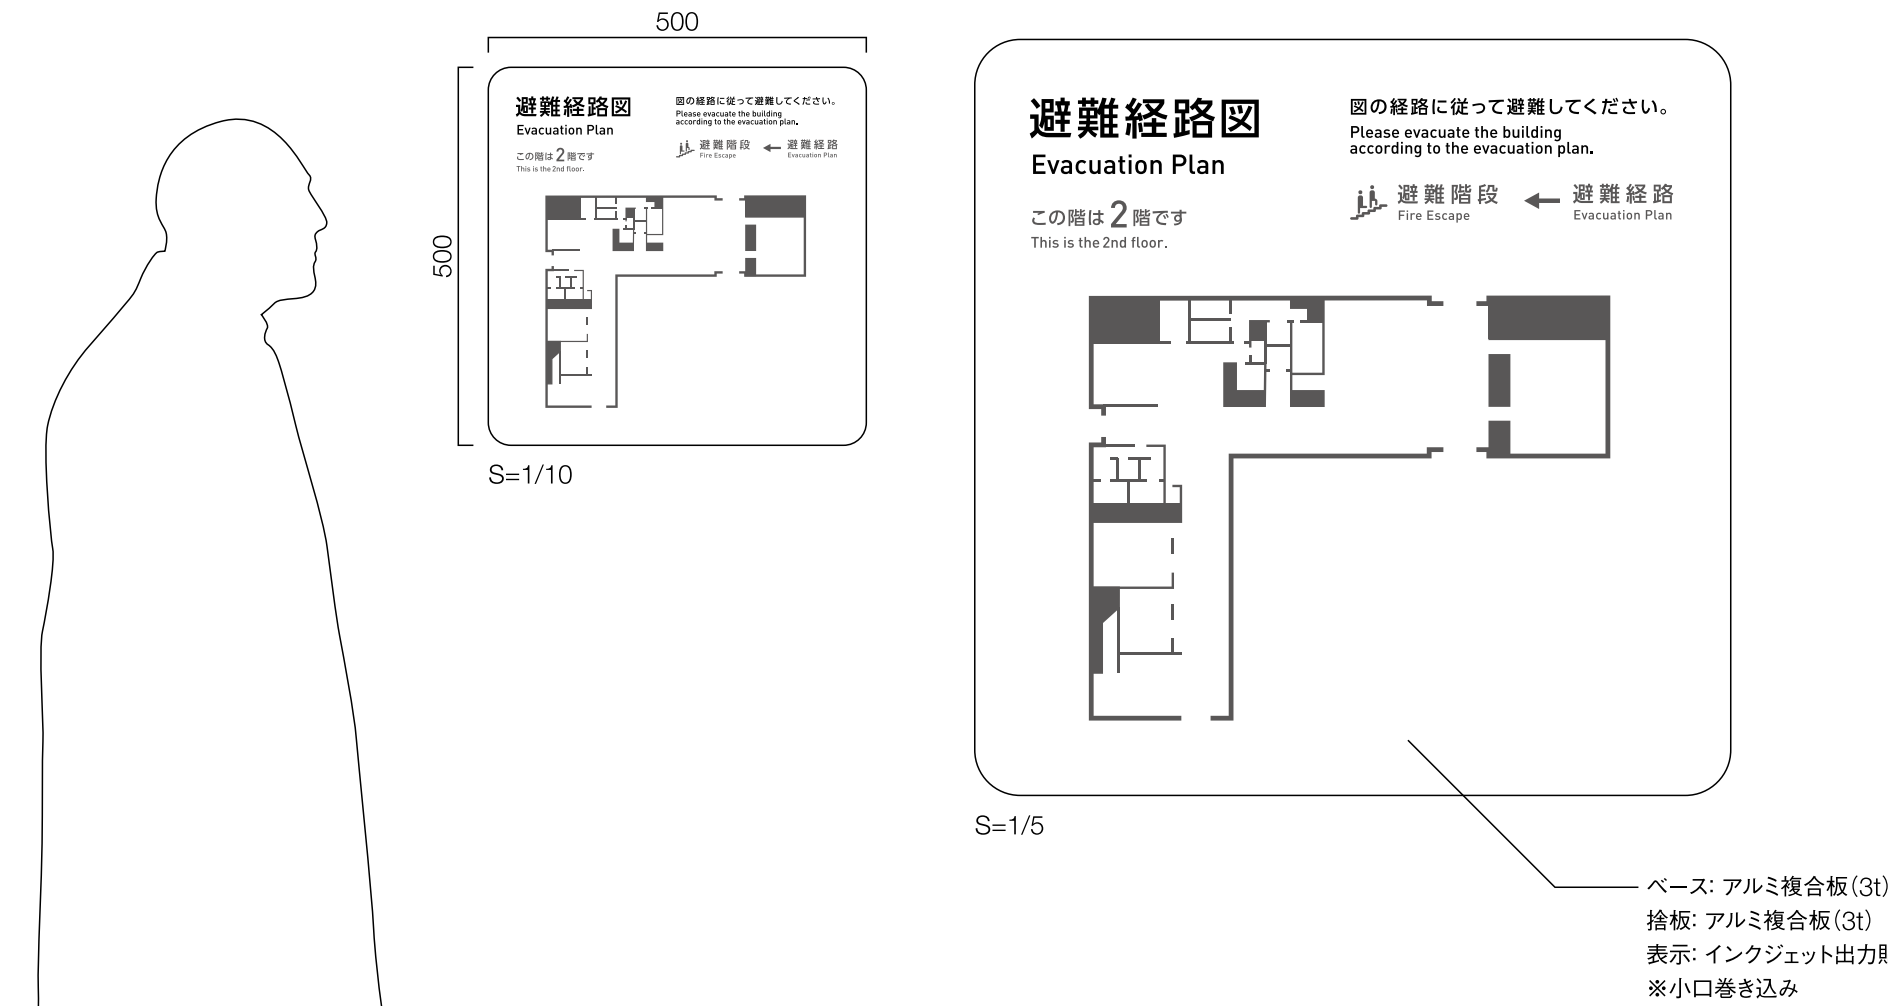 500
500
避難経路図
Evacuation Plan
この階は2階です
This is the 2nd floor.
図の経路に従って避難してください。
Please evacuate the building
according to the evacuation plan.
避難階段
Fire Escape
避難経路
Evacuation Plan
S=1/10
避難経路図
Evacuation Plan
この階は2階です
This is the 2nd floor.
図の経路に従って避難してください。
Please evacuate the building
according to the evacuation plan.
避難階段
Fire Escape
避難経路
Evacuation Plan
S=1/5
ベース: アルミ複合板(3t)
捨板: アルミ複合板(3t)
表示: インクジェット出力
※小口巻き込み